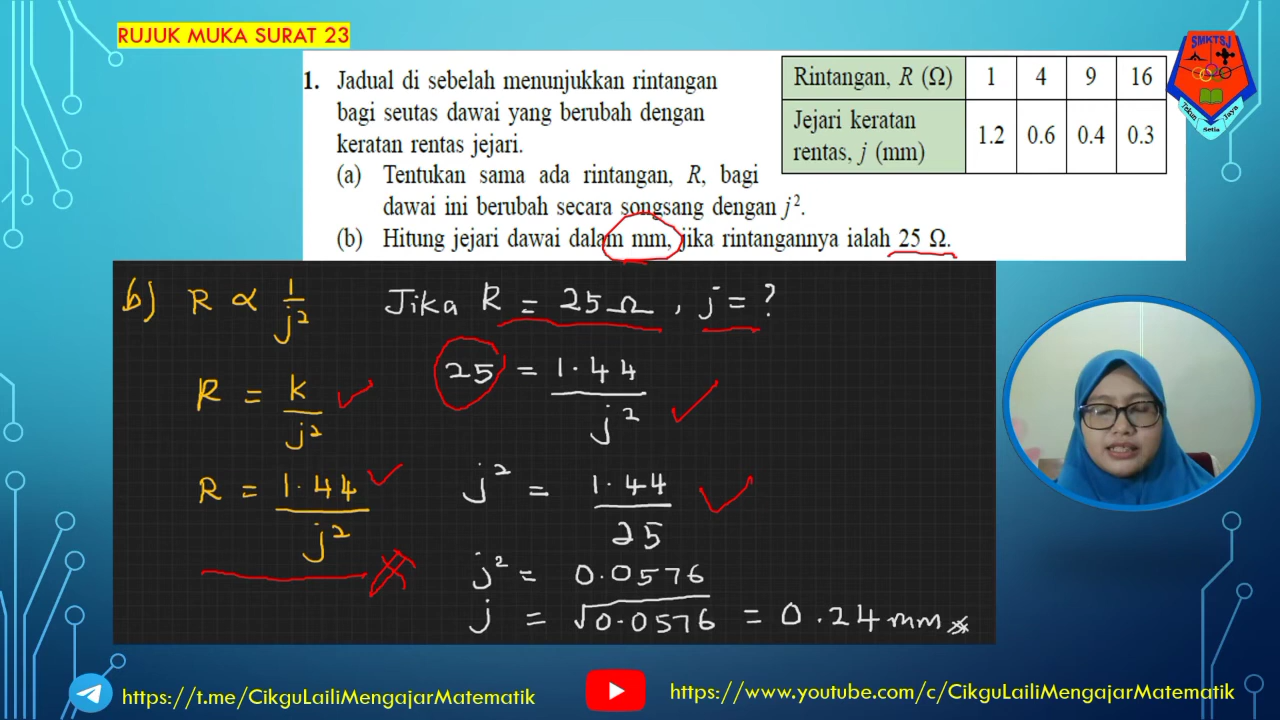 RUJUK MUKA SURAT 23
1. Jadual di sebelah menunjukkan rintangan
bagi seutas dawai yang berubah dengan
keratan rentas jejari.
(a) Tentukan sama ada rintangan, R, bagi
dawai ini berubah secara songsang dengan j².
(b) Hitung jejari dawai dalam mm, jika rintangannya ialah 25 Ω.
Rintangan, R (Ω) 1 4 9 16
Jejari keratan
rentas, j (mm) 1.2 0.6 0.4 0.3
SMKTSJ
Tekun Setia Jaya
b) R ∝ 1/j²
R = k/j²
R = 1.44/j²
Jika R = 25Ω, j = ?
25 = 1.44/j²
j² = 1.44/25
j² = 0.0576
j = √0.0576 = 0.24 mm
https://t.me/CikguLailiMengajarMatematik
https://www.youtube.com/c/CikguLailiMengajarMatematik